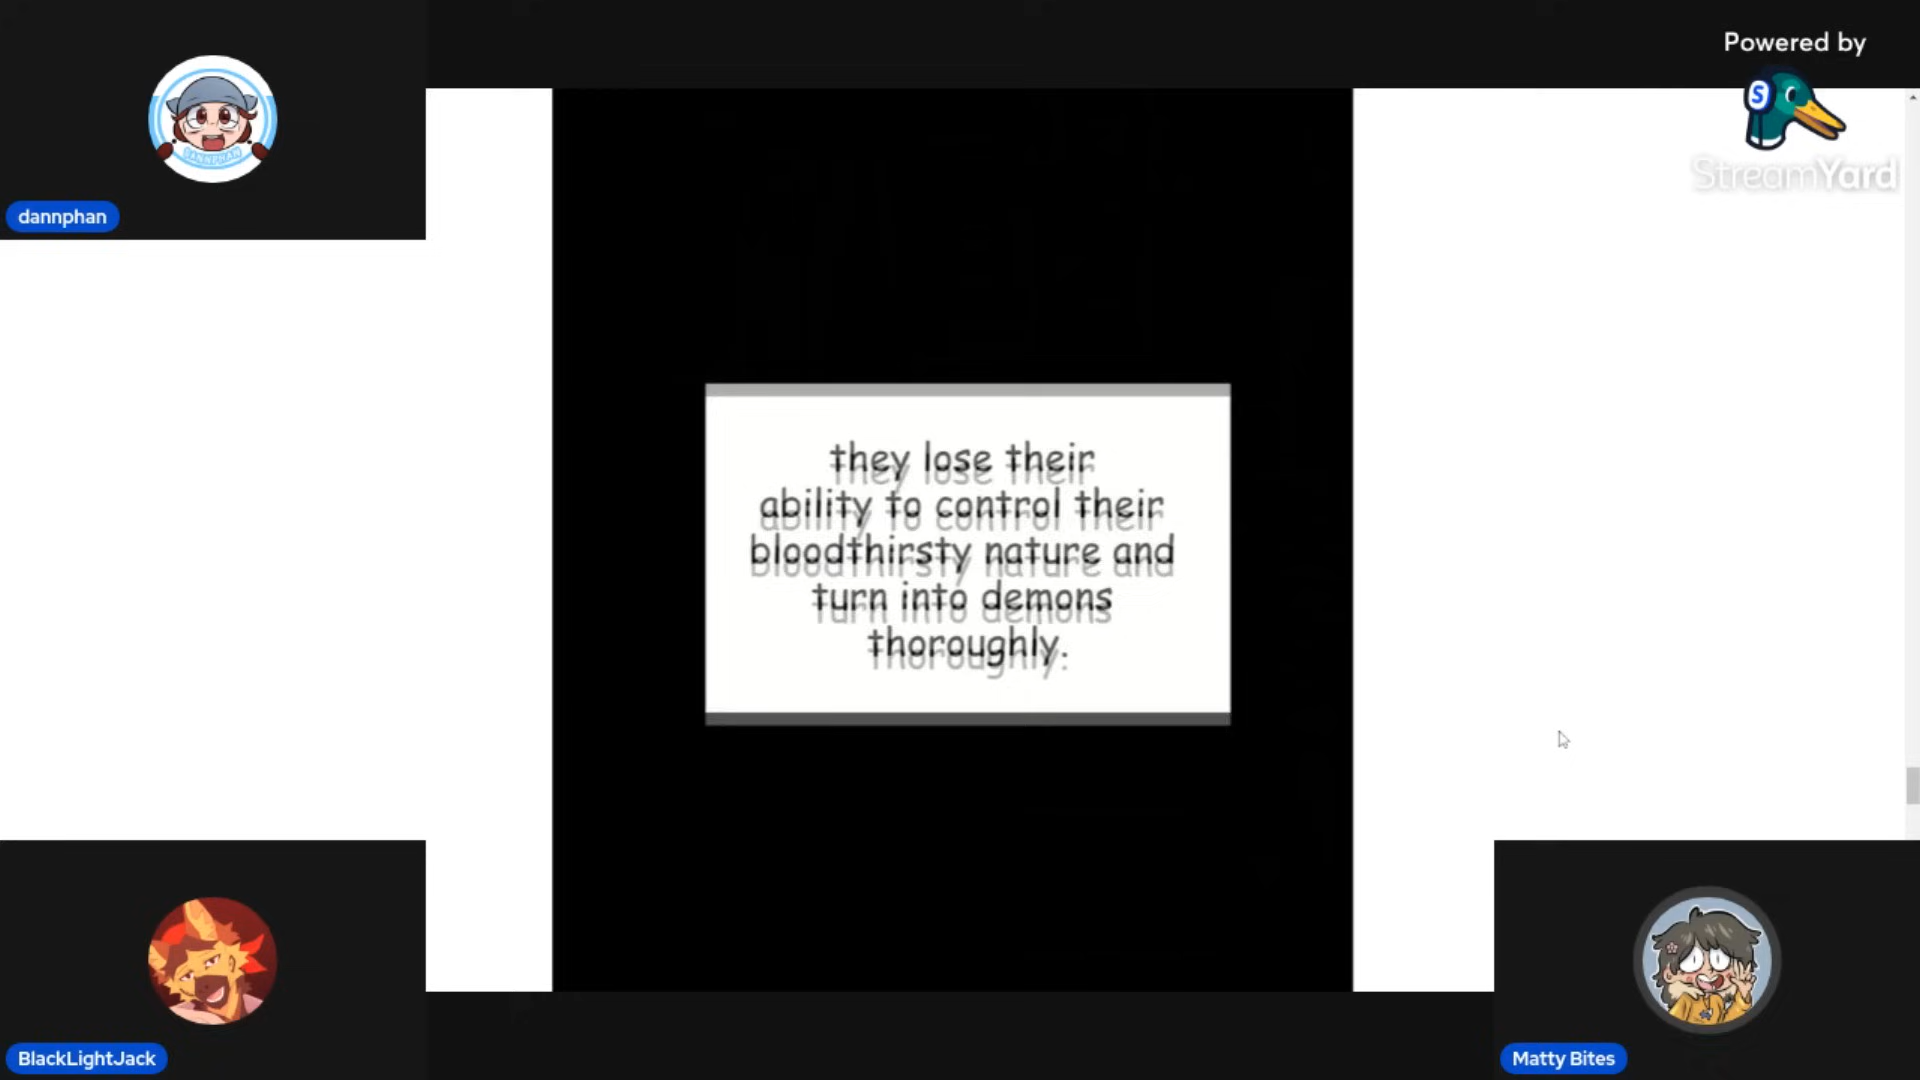 Powered by
StreamYard
DANNPHAN
dannphan
they lose their
ability to control their
bloodthirsty nature and
turn into demons
thoroughly.
BlackLightJack
Matty Bites